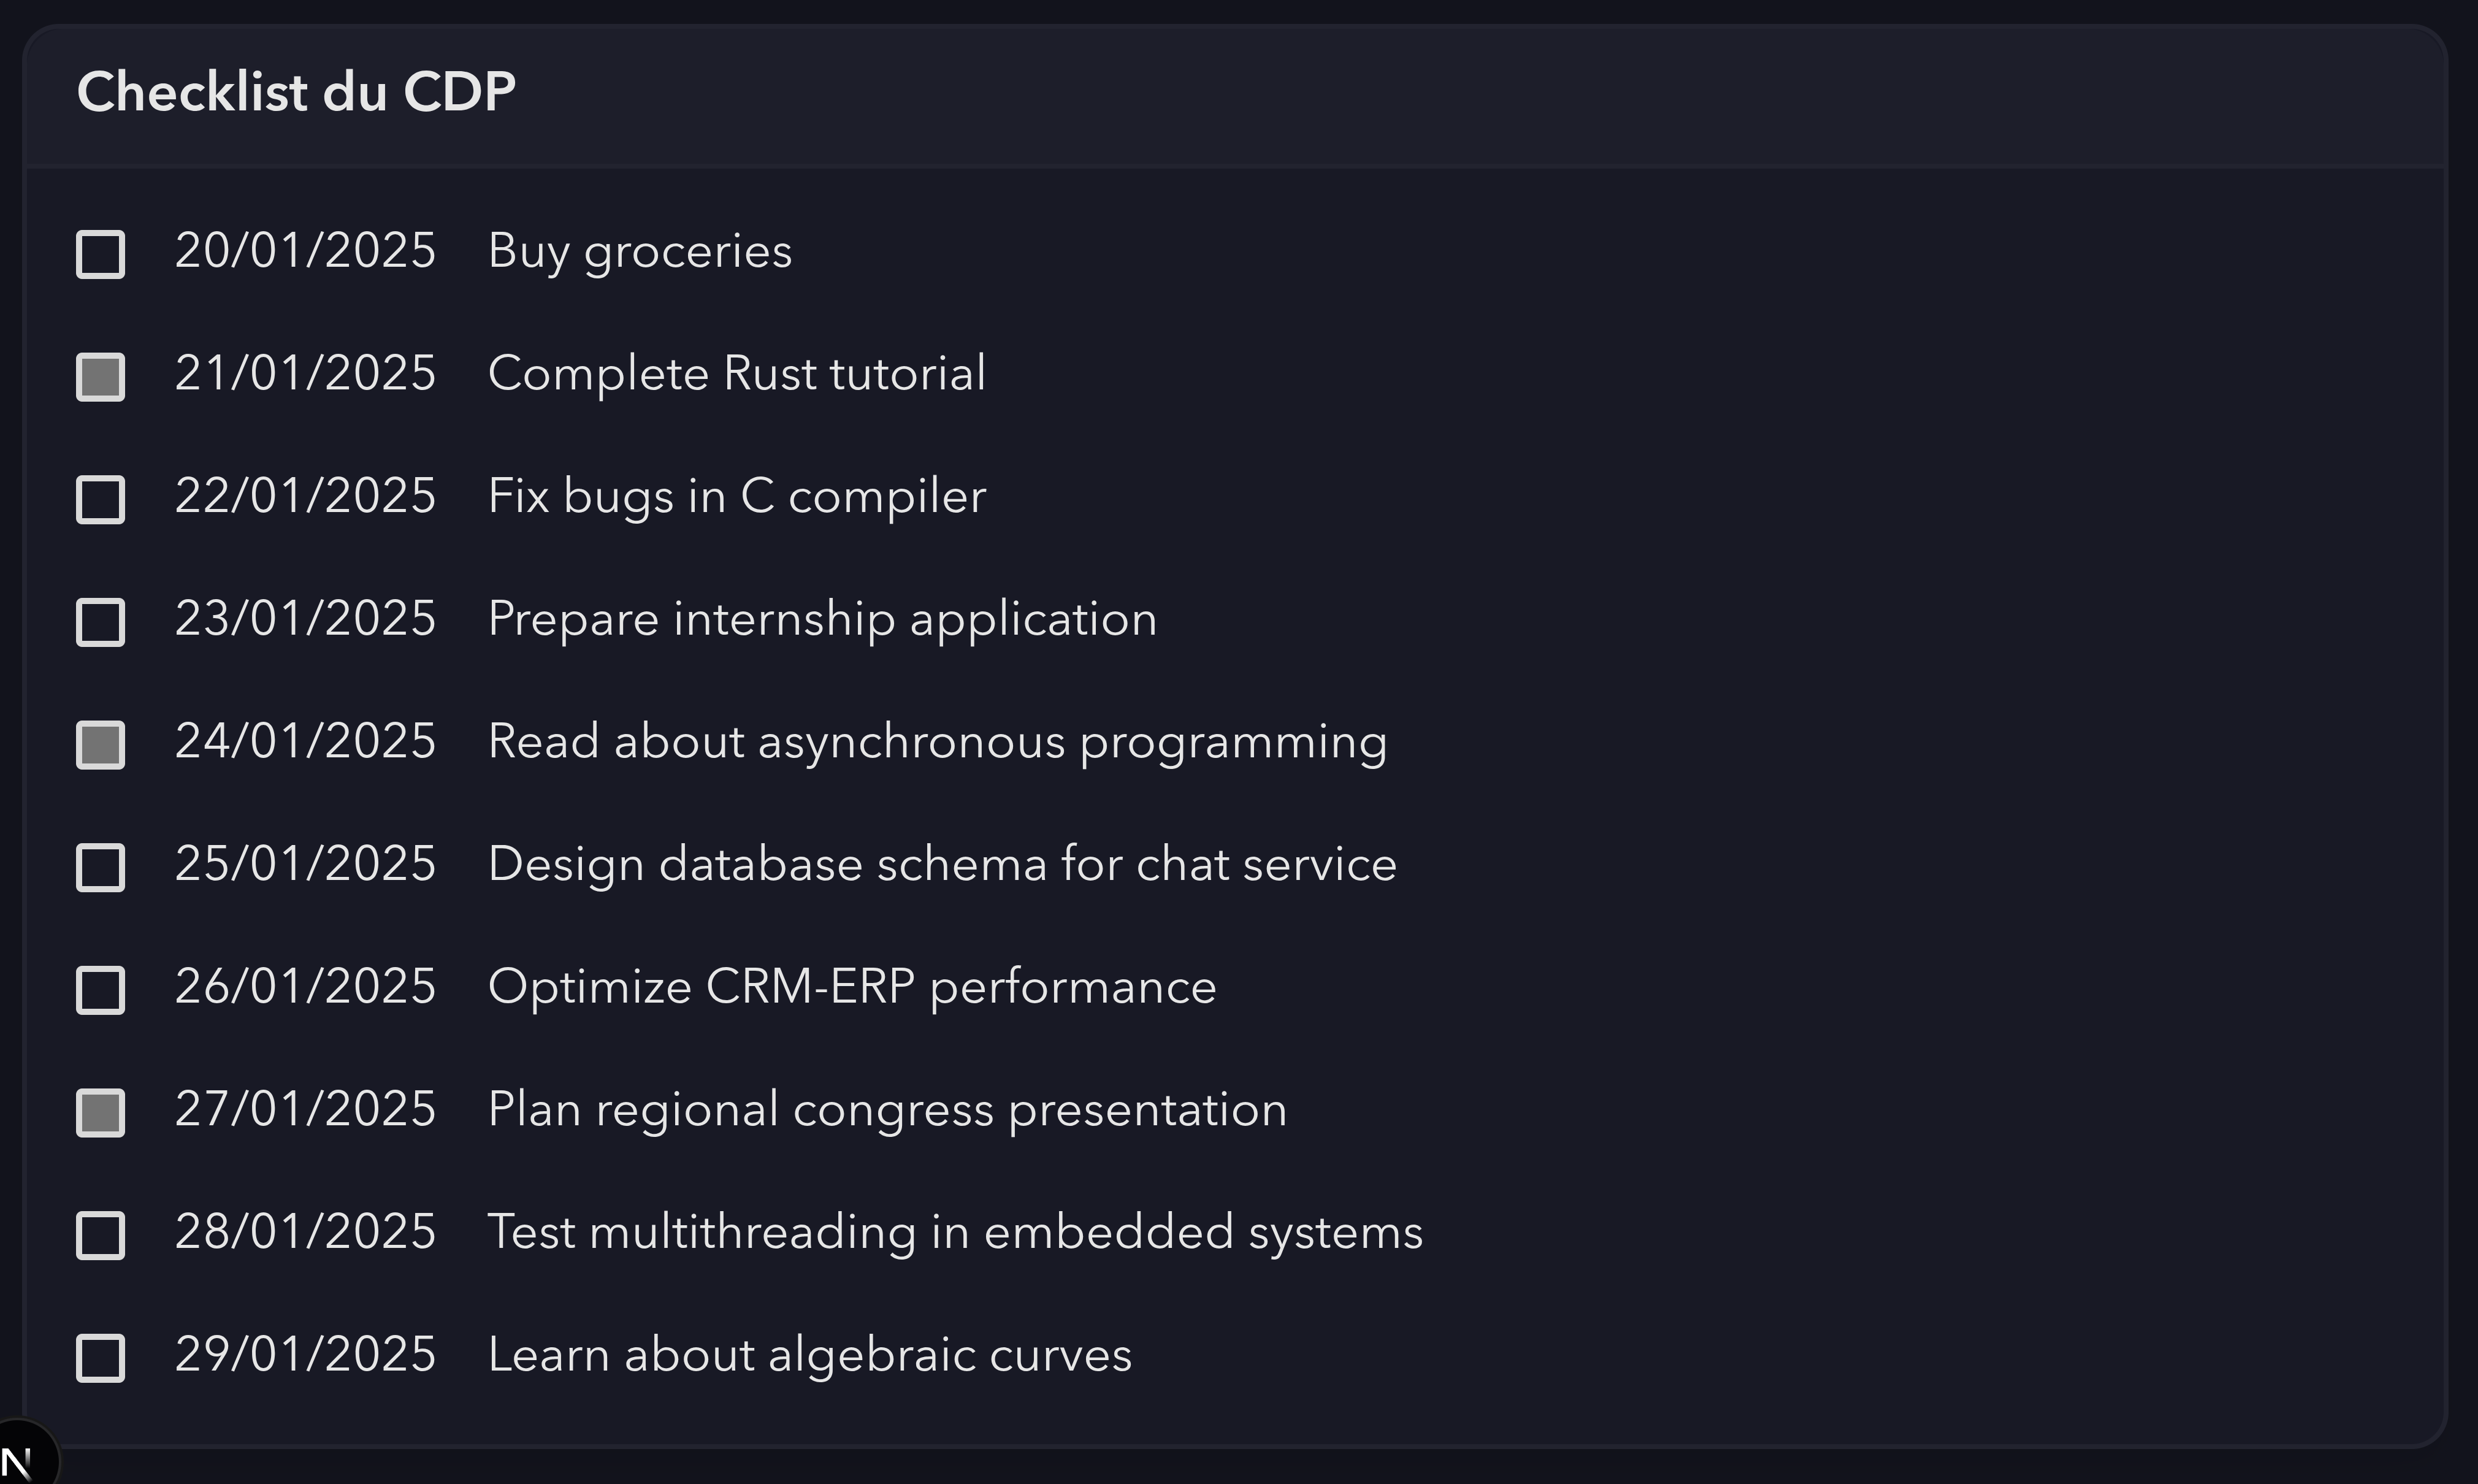 Checklist du CDP
20/01/2025 Buy groceries
21/01/2025 Complete Rust tutorial
22/01/2025 Fix bugs in C compiler
23/01/2025 Prepare internship application
24/01/2025 Read about asynchronous programming
25/01/2025 Design database schema for chat service
26/01/2025 Optimize CRM-ERP performance
27/01/2025 Plan regional congress presentation
28/01/2025 Test multithreading in embedded systems
29/01/2025 Learn about algebraic curves
N